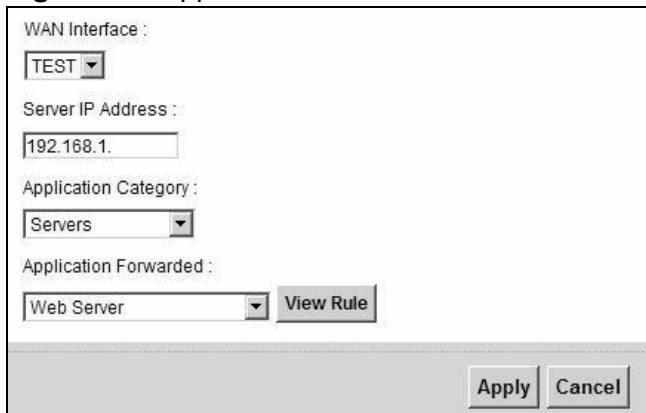 WAN Interface :
TEST
Server IP Address :
192.168.1.
Application Category :
Servers
Application Forwarded :
Web Server View Rule
Apply Cancel